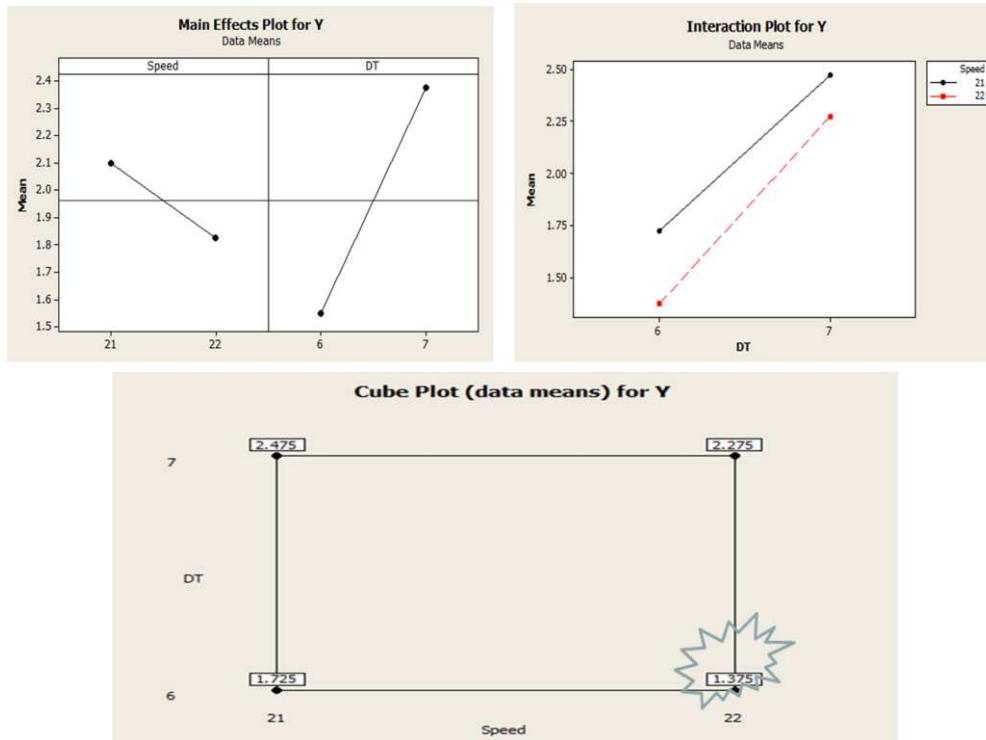 Main Effects Plot for Y
Data Means
Speed DT
2.4
2.3
2.2
2.1
2.0
1.9
1.8
1.7
1.6
1.5
Mean
21 22 6 7
Interaction Plot for Y
Data Means
2.50
2.25
2.00
1.75
1.50
Mean
6 7
DT
Speed
21
22
Cube Plot (data means) for Y
2.475 2.275
7
DT
1.725 1.375
6
21 22
Speed